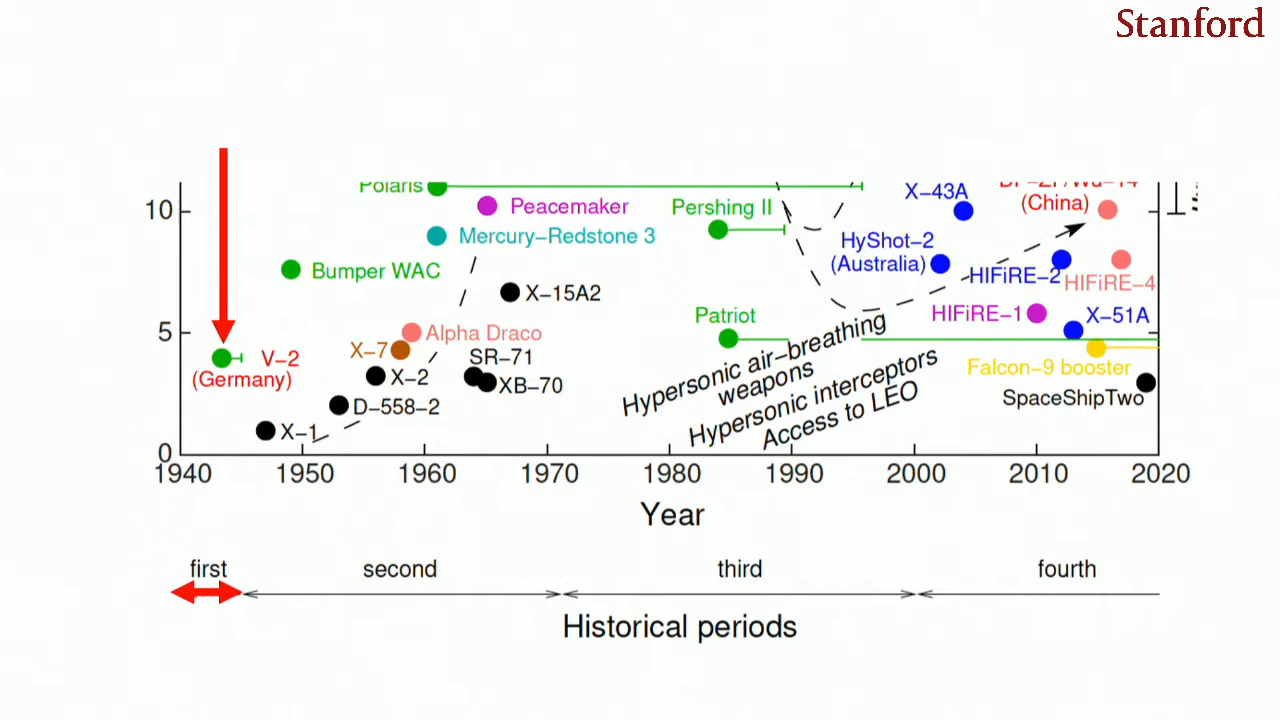 Stanford
Polaris
X-43A
(China)
10
Peacemaker
Pershing II
Mercury-Redstone 3
HyShot-2
(Australia)
Bumper WAC
HIFiRE-2
HIFiRE-4
X-15A2
Patriot
HIFiRE-1
X-51A
5
Alpha Draco
Hypersonic air-breathing
weapons
X-7
SR-71
V-2
(Germany)
Hypersonic interceptors
Access to LEO
Falcon-9 booster
X-2
XB-70
SpaceShipTwo
D-558-2
X-1
0
1940 1950 1960 1970 1980 1990 2000 2010 2020
Year
first second third fourth
Historical periods